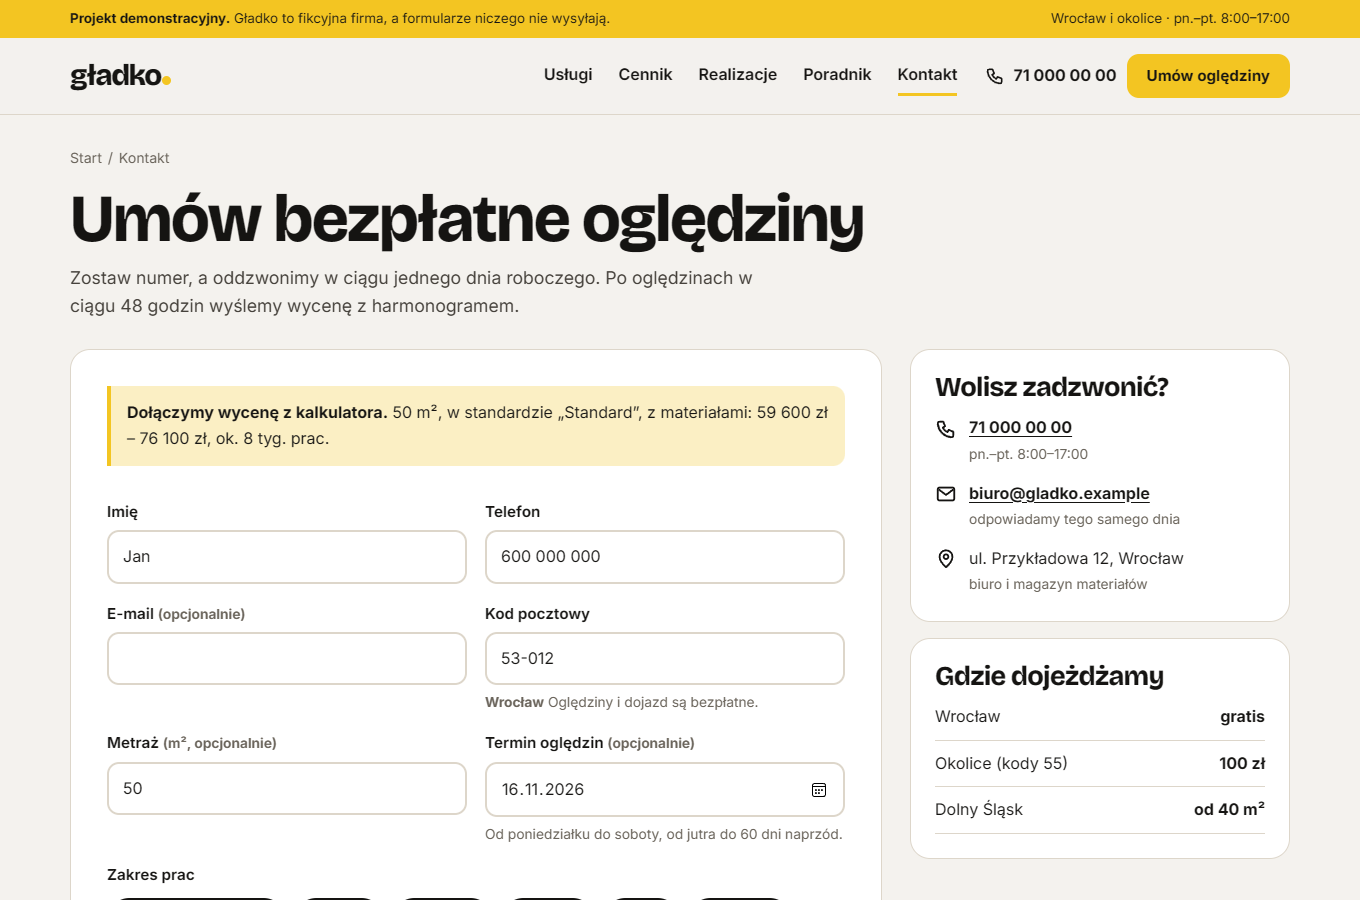 Projekt demonstracyjny. Gładko to fikcyjna firma, a formularze niczego nie wysyłają.
Wrocław i okolice · pn.–pt. 8:00–17:00
gładko.
Usługi
Cennik
Realizacje
Poradnik
Kontakt
71 000 00 00
Umów oględziny
Start / Kontakt
Umów bezpłatne oględziny
Zostaw numer, a oddzwonimy w ciągu jednego dnia roboczego. Po oględzinach w
ciągu 48 godzin wyślemy wycenę z harmonogramem.
Dołączymy wycenę z kalkulatora. 50 m², w standardzie „Standard”, z materiałami: 59 600 zł
– 76 100 zł, ok. 8 tyg. prac.
Imię
Jan
Telefon
600 000 000
E-mail (opcjonalnie)
Kod pocztowy
53-012
Wrocław Oględziny i dojazd są bezpłatne.
Metraż (m², opcjonalnie)
50
Termin oględzin (opcjonalnie)
16.11.2026
Od poniedziałku do soboty, od jutra do 60 dni naprzód.
Zakres prac
Wolisz zadzwonić?
71 000 00 00
pn.–pt. 8:00–17:00
biuro@gladko.example
odpowiadamy tego samego dnia
ul. Przykładowa 12, Wrocław
biuro i magazyn materiałów
Gdzie dojeżdżamy
Wrocław gratis
Okolice (kody 55) 100 zł
Dolny Śląsk od 40 m²